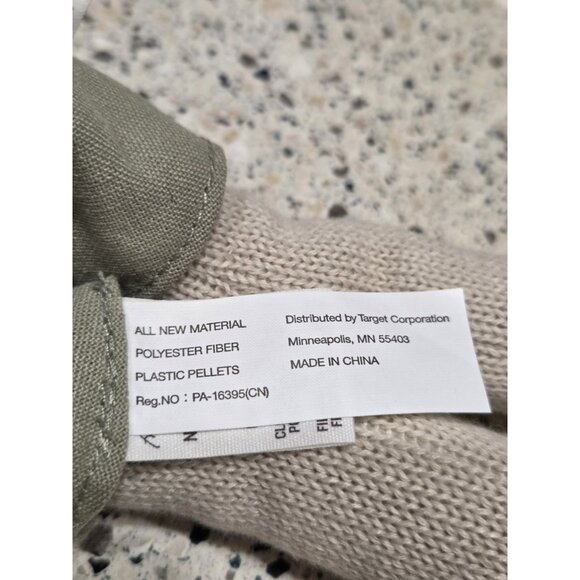 ALL NEW MATERIAL
POLYESTER FIBER
PLASTIC PELLETS
Reg.NO : PA-16395(CN)
Distributed by Target Corporation
Minneapolis, MN 55403
MADE IN CHINA